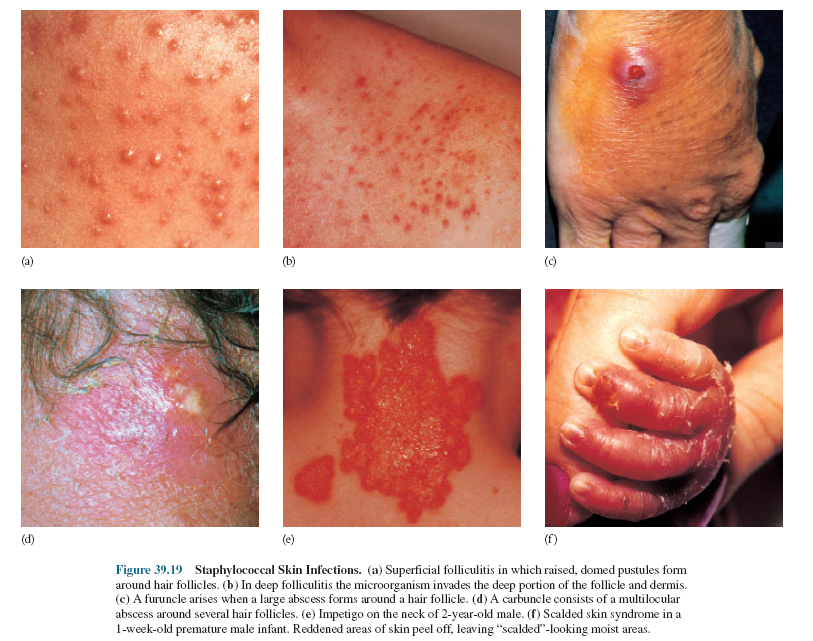 (a)
(b)
(c)
(d)
(e)
(f)
Figure 39.19 Staphylococcal Skin Infections. (a) Superficial folliculitis in which raised, domed pustules form
around hair follicles. (b) In deep folliculitis the microorganism invades the deep portion of the follicle and dermis.
(c) A furuncle arises when a large abscess forms around a hair follicle. (d) A carbuncle consists of a multilocular
abscess around several hair follicles. (e) Impetigo on the neck of 2-year-old male. (f) Scalded skin syndrome in a
1-week-old premature male infant. Reddened areas of skin peel off, leaving “scalded”-looking moist areas.